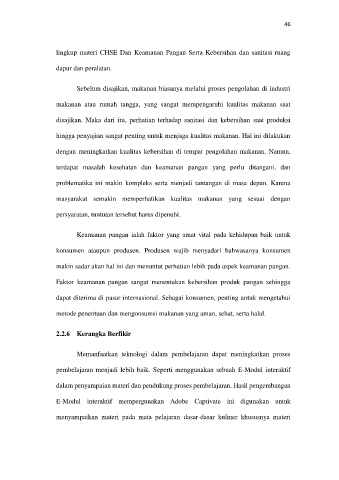 46
lingkup materi CHSE Dan Keamanan Pangan Serta Kebersihan dan sanitasi ruang
dapur dan peralatan.
Sebelum disajikan, makanan biasanya melalui proses pengolahan di industri
makanan atau rumah tangga, yang sangat mempengaruhi kualitas makanan saat
disajikan. Maka dari itu, perhatian terhadap sanitasi dan kebersihan saat produksi
hingga penyajian sangat penting untuk menjaga kualitas makanan. Hal ini dilakukan
dengan meningkatkan kualitas kebersihan di tempat pengolahan makanan. Namun,
terdapat masalah kesehatan dan keamanan pangan yang perlu ditangani, dan
problematika ini makin kompleks serta menjadi tantangan di masa depan. Karena
masyarakat semakin memperhatikan kualitas makanan yang sesuai dengan
persyaratan, tuntutan tersebut harus dipenuhi.
Keamanan pangan ialah faktor yang amat vital pada kehidupan baik untuk
konsumen ataupun produsen. Produsen wajib menyadari bahwasanya konsumen
makin sadar akan hal ini dan menuntut perhatian lebih pada aspek keamanan pangan.
Faktor keamanan pangan sangat menentukan kebersihan produk pangan sehingga
dapat diterima di pasar internasional. Sebagai konsumen, penting untuk mengetahui
metode penentuan dan mengonsumsi makanan yang aman, sehat, serta halal.
2.2.6 Kerangka Berfikir
Memanfaatkan teknologi dalam pembelajaran dapat meningkatkan proses
pembelajaran menjadi lebih baik. Seperti menggunakan sebuah E-Modul interaktif
dalam penyampaian materi dan pendukung proses pembelajaran. Hasil pengembangan
E-Modul interaktif mempergunakan Adobe Captivate ini digunakan untuk
menyampaikan materi pada mata pelajaran dasar-dasar kuliner khususnya materi